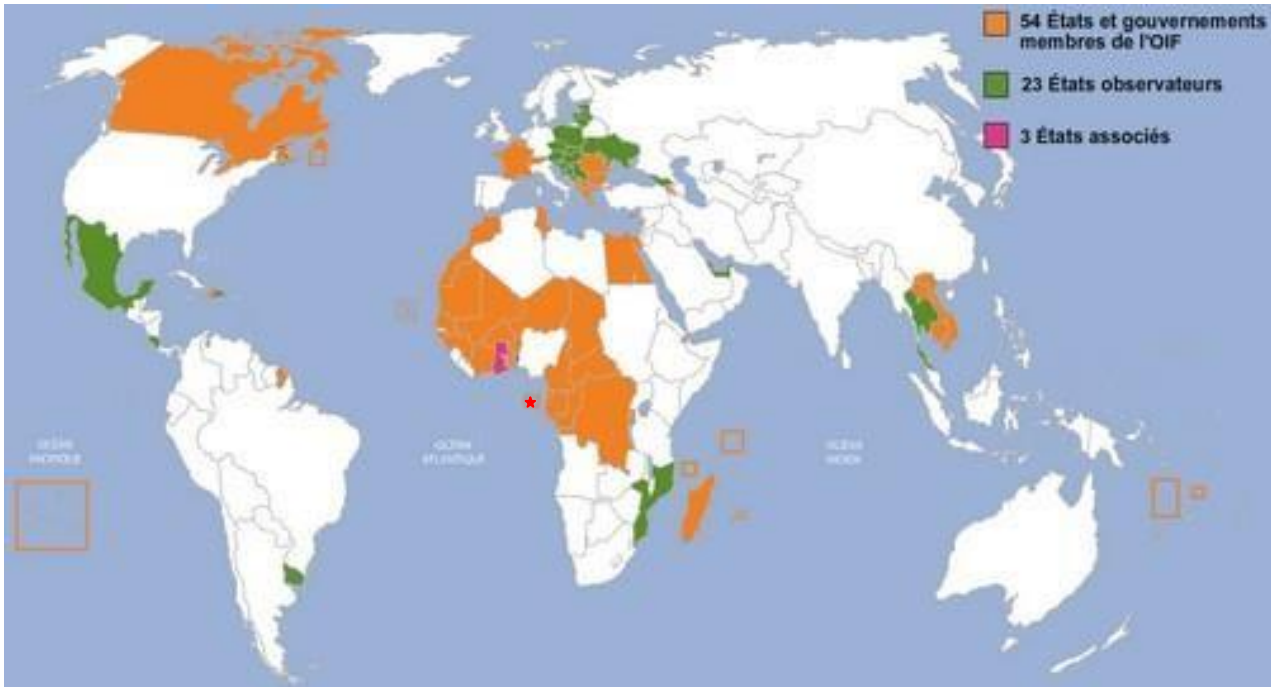 54 États et gouvernements
membres de l'OIF
23 États observateurs
3 États associés